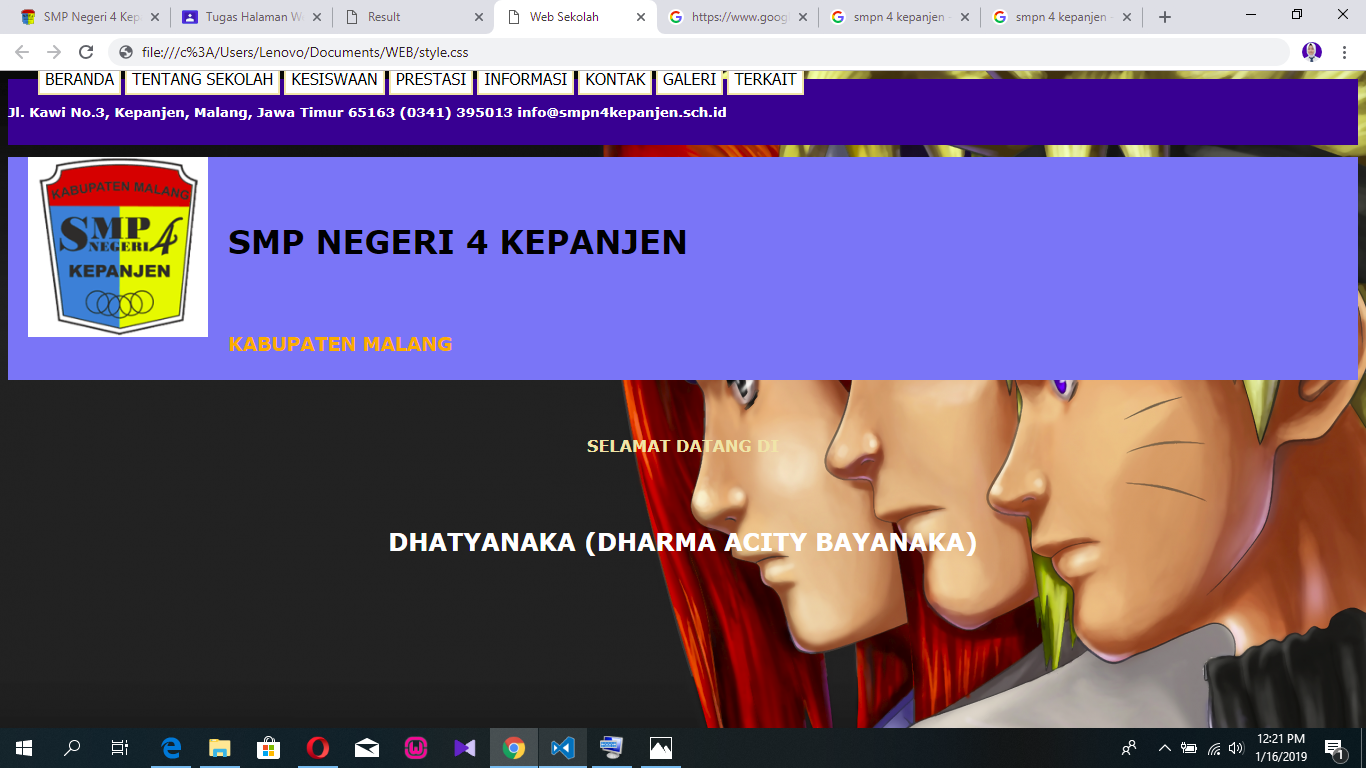 SMP Negeri 4 Kep
Tugas Halaman W
Result
Web Sekolah
https://www.goog
smpn 4 kepanjen -
smpn 4 kepanjen -
file:///c%3A/Users/Lenovo/Documents/WEB/style.css
BERANDA TENTANG SEKOLAH KESISWAAN PRESTASI INFORMASI KONTAK GALERI TERKAIT
Jl. Kawi No.3, Kepanjen, Malang, Jawa Timur 65163 (0341) 395013 info@smpn4kepanjen.sch.id
KABUPATEN MALANG
SMP
NEGERI 4
KEPANJEN
SMP NEGERI 4 KEPANJEN
KABUPATEN MALANG
SELAMAT DATANG DI
DHATYANAKA (DHARMA ACITY BAYANAKA)
12:21 PM
1/16/2019
1